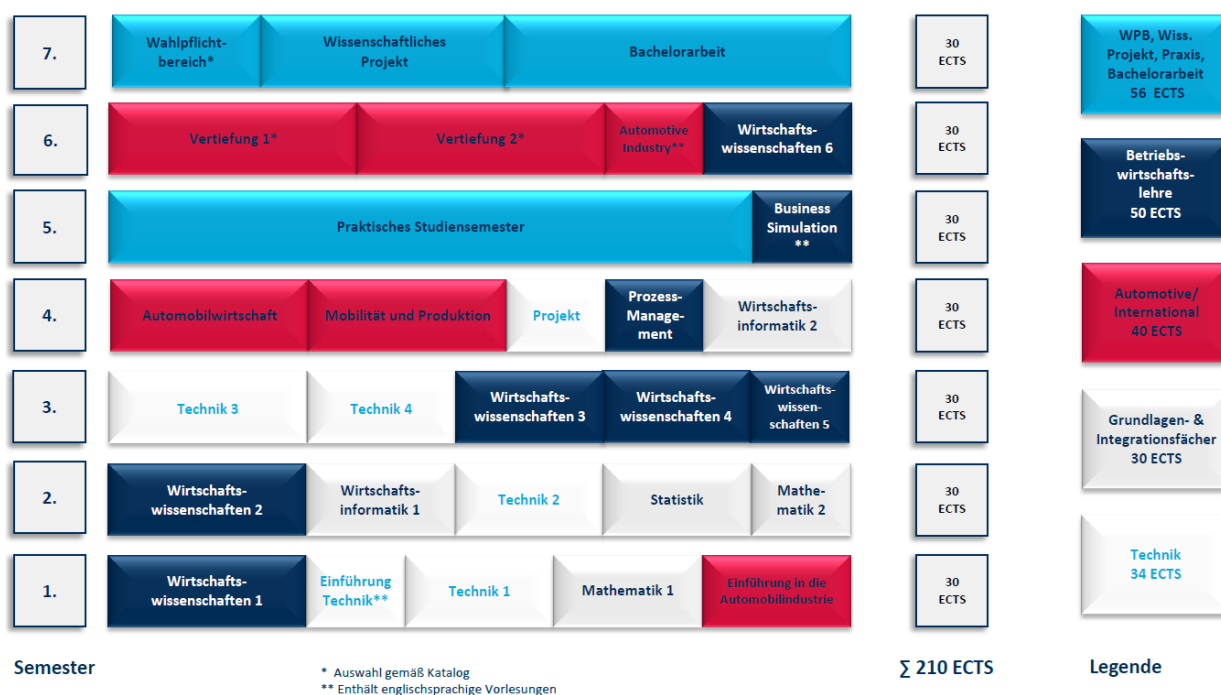 7.
Wahlpflicht-
bereich*
Wissenschaftliches
Projekt
Bachelorarbeit
30
ECTS
WPB, Wiss.
Projekt, Praxis,
Bachelorarbeit
56 ECTS
6.
Vertiefung 1*
Vertiefung 2*
Automotive
Industry**
Wirtschafts-
wissenschaften 6
30
ECTS
Betriebs-
wirtschafts-
lehre
50 ECTS
5.
Praktisches Studiensemester
Business
Simulation
**
30
ECTS
4.
Automobilwirtschaft
Mobilität und Produktion
Projekt
Prozess-
Manage-
ment
Wirtschafts-
informatik 2
30
ECTS
Automotive/
International
40 ECTS
3.
Technik 3
Technik 4
Wirtschafts-
wissenschaften 3
Wirtschafts-
wissenschaften 4
Wirtschafts-
wissen-
schaften 5
30
ECTS
Grundlagen- &
Integrationsfächer
30 ECTS
2.
Wirtschafts-
wissenschaften 2
Wirtschafts-
informatik 1
Technik 2
Statistik
Mathe-
matik 2
30
ECTS
1.
Wirtschafts-
wissenschaften 1
Einführung
Technik**
Technik 1
Mathematik 1
Einführung in die
Automobilindustrie
30
ECTS
Technik
34 ECTS
Semester
* Auswahl gemäß Katalog
** Enthält englischsprachige Vorlesungen
∑ 210 ECTS
Legende